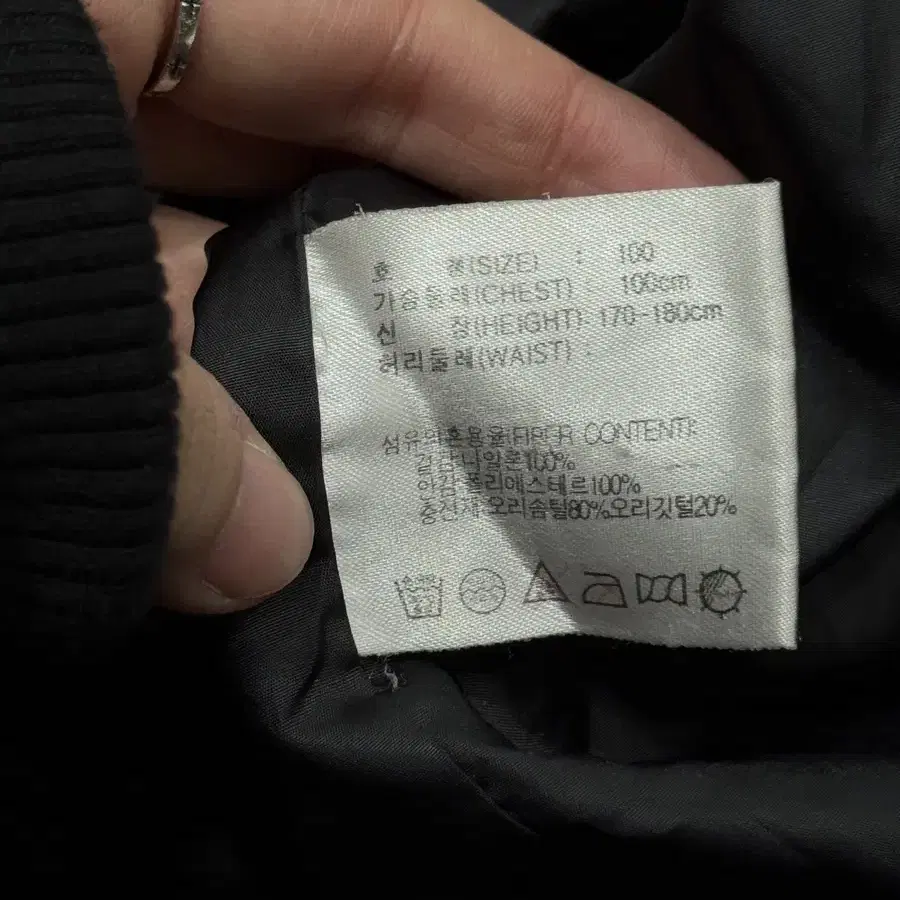 호 칭(SIZE) : 100
가슴둘레(CHEST) : 100cm
신 장(HEIGHT): 170-180cm
허리둘레(WAIST) :
섬유의혼용율(FIBER CONTENT):
겉감:나일론100%
안감:폴리에스테르100%
충전재:오리솜털80%오리깃털20%